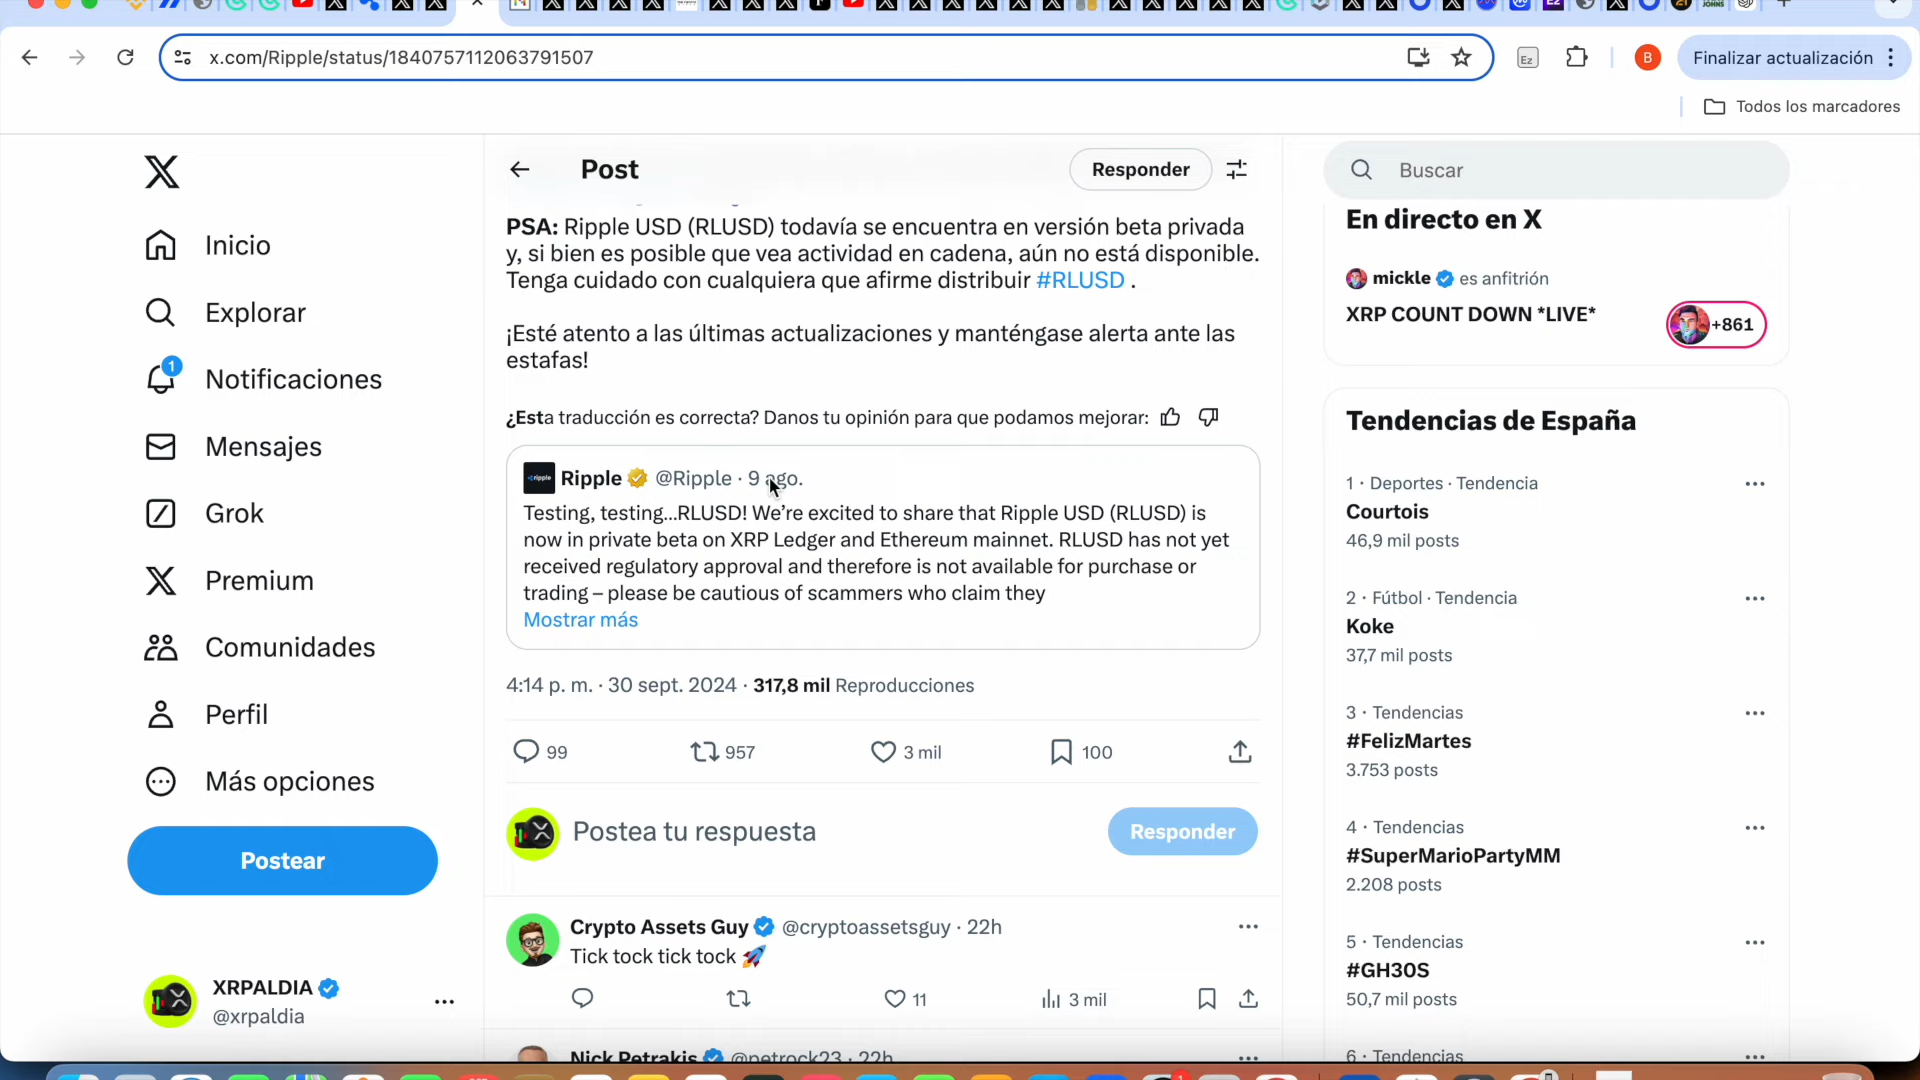 x.com/Ripple/status/1840757112063791507
Ez
B
Finalizar actualización
Todos los marcadores
Post
Responder
Inicio
Explorar
1
Notificaciones
Mensajes
Grok
Premium
Comunidades
Perfil
Más opciones
Postear
XRPALDIA
@xrpaldia
PSA: Ripple USD (RLUSD) todavía se encuentra en versión beta privada
y, si bien es posible que vea actividad en cadena, aún no está disponible.
Tenga cuidado con cualquiera que afirme distribuir #RLUSD .
¡Esté atento a las últimas actualizaciones y manténgase alerta ante las
estafas!
¿Esta traducción es correcta? Danos tu opinión para que podamos mejorar:
ripple
Ripple @Ripple · 9 ago.
Testing, testing...RLUSD! We’re excited to share that Ripple USD (RLUSD) is
now in private beta on XRP Ledger and Ethereum mainnet. RLUSD has not yet
received regulatory approval and therefore is not available for purchase or
trading – please be cautious of scammers who claim they
Mostrar más
4:14 p. m. · 30 sept. 2024 · 317,8 mil Reproducciones
99 957 3 mil 100
Postea tu respuesta
Responder
Crypto Assets Guy @cryptoassetsguy · 22h
Tick tock tick tock
11 3 mil
Nick Petrakis @petrock23 · 22h
Buscar
En directo en X
mickle es anfitrión
XRP COUNT DOWN *LIVE*
+861
Tendencias de España
1 · Deportes · Tendencia
Courtois
46,9 mil posts
2 · Fútbol · Tendencia
Koke
37,7 mil posts
3 · Tendencias
#FelizMartes
3.753 posts
4 · Tendencias
#SuperMarioPartyMM
2.208 posts
5 · Tendencias
#GH30S
50,7 mil posts
6 · Tendencias